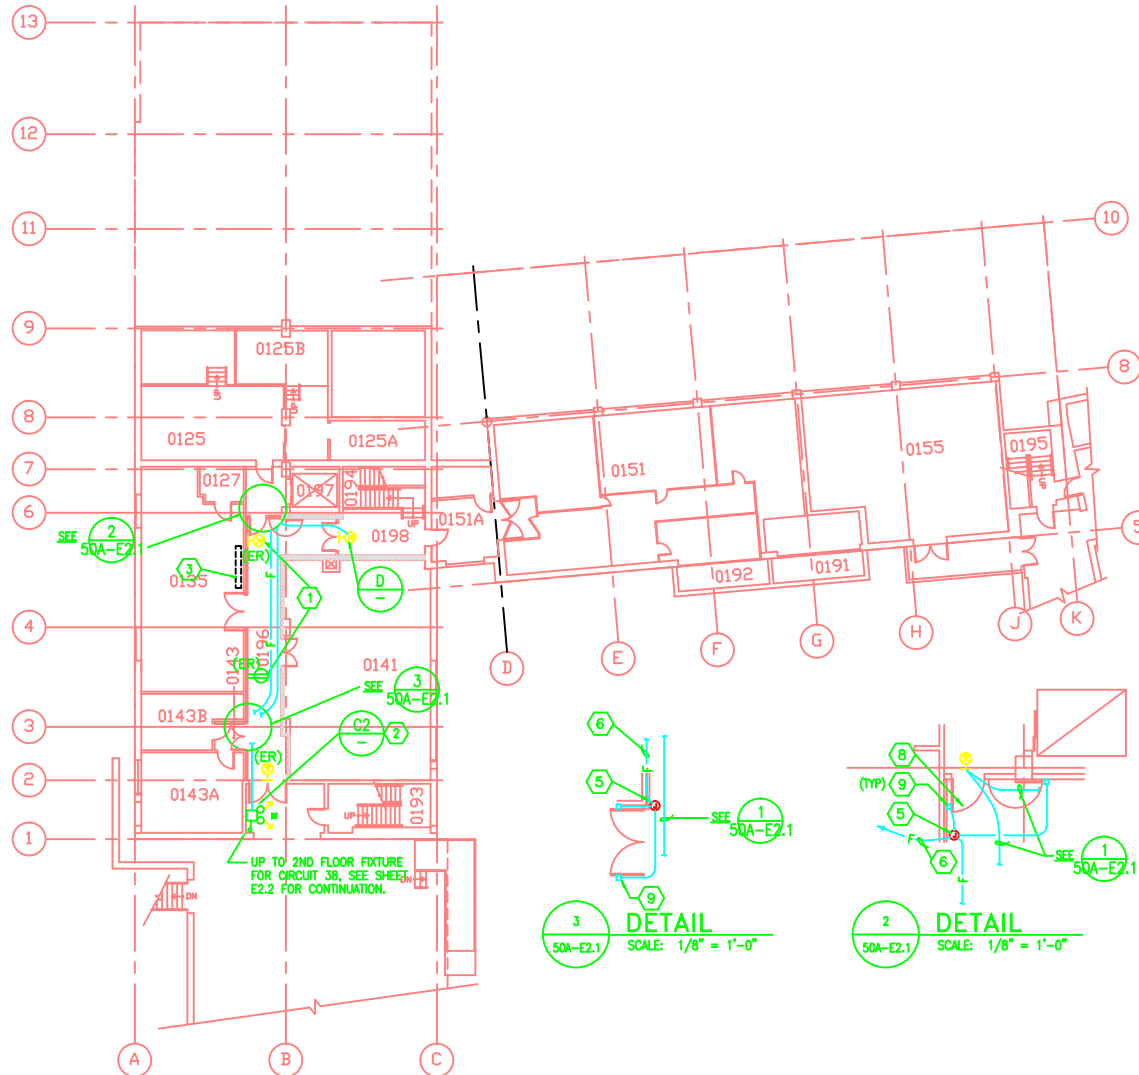 13
12
11
10
9
0125B
UP
UP
8
8
0125
0125A
0151
0155
0195
UP
7
0127
0197
0194
6
UP
0151A
0198
5
SEE
2
50A-E2.1
(ER)
3
0135
D
-
1
0192
0191
4
D
E
F
G
H
J
K
0143
(ER)
0196
0141
SEE
3
50A-E2.1
0143B
3
C2
-
2
(ER)
2
0143A
UP
0193
1
UP TO 2ND FLOOR FIXTURE
FOR CIRCUIT 38, SEE SHEET
E2.2 FOR CONTINUATION.
DN
DN
A
B
C
F
F
6
F
5
SEE
1
50A-E2.1
9
3
50A-E2.1
DETAIL
SCALE: 1/8" = 1'-0"
8
(TYP)
9
5
F
6
F
SEE
1
50A-E2.1
2
50A-E2.1
DETAIL
SCALE: 1/8" = 1'-0"